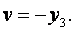 v = −y₃.